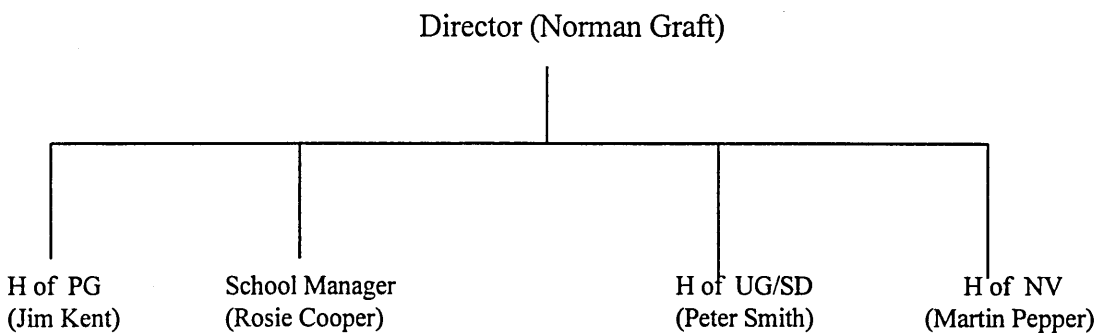 Director (Norman Graft)
H of PG
(Jim Kent)
School Manager
(Rosie Cooper)
H of UG/SD
(Peter Smith)
H of NV
(Martin Pepper)